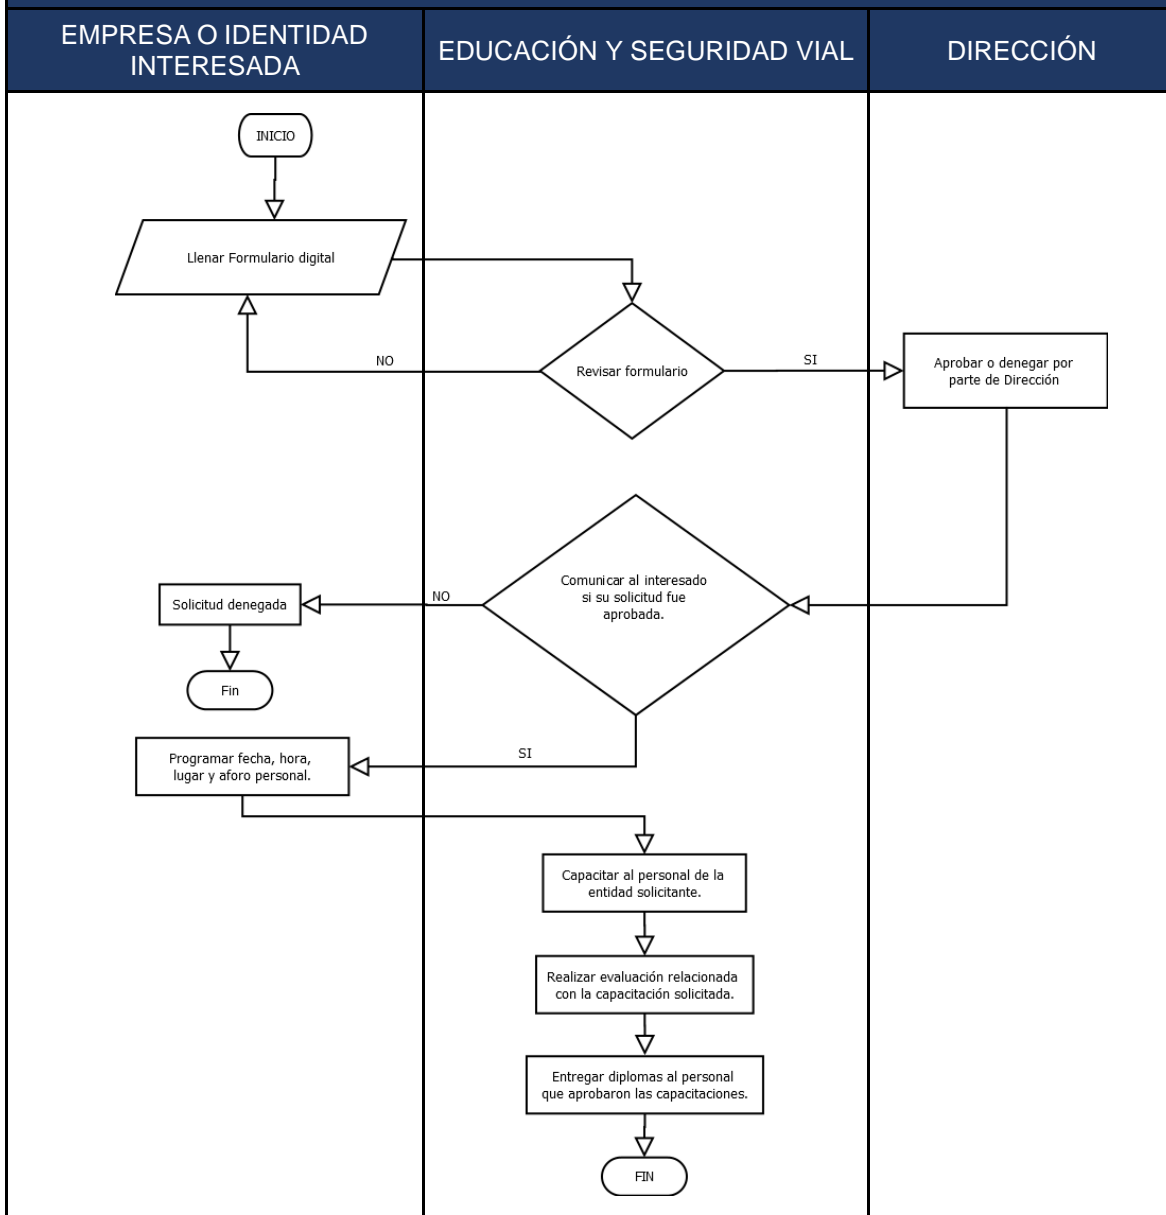 EMPRESA O IDENTIDAD
INTERESADA
EDUCACIÓN Y SEGURIDAD VIAL
DIRECCIÓN
INICIO
Llenar Formulario digital
NO
Revisar formulario
SI
Aprobar o denegar por
parte de Dirección
Comunicar al interesado
si su solicitud fue
aprobada.
NO
Solicitud denegada
Fin
SI
Programar fecha, hora,
lugar y aforo personal.
Capacitar al personal de la
entidad solicitante.
Realizar evaluación relacionada
con la capacitación solicitada.
Entregar diplomas al personal
que aprobaron las capacitaciones.
FIN